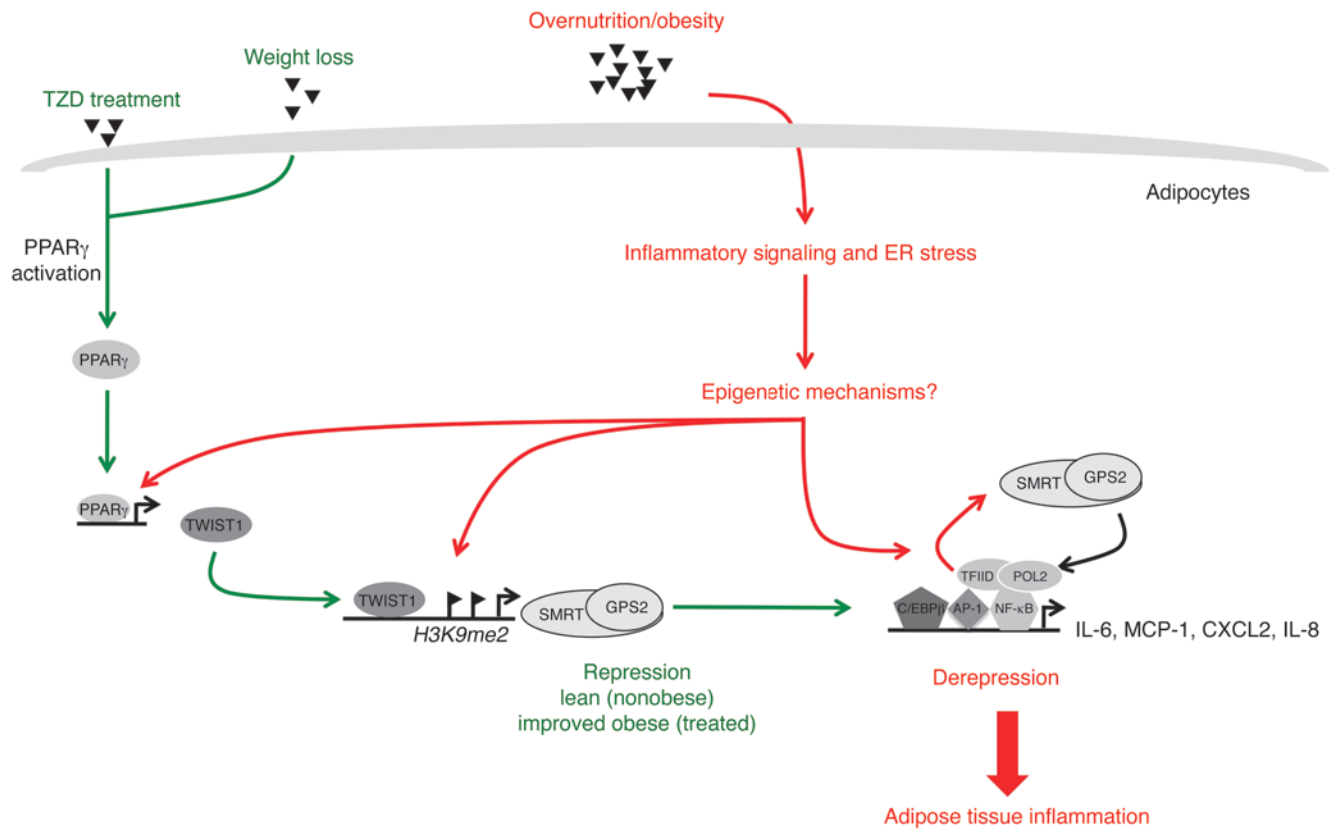 Overnutrition/obesity
Weight loss
TZD treatment
Adipocytes
PPARγ
activation
Inflammatory signaling and ER stress
PPARγ
Epigenetic mechanisms?
SMRT
GPS2
PPARγ
TWIST1
TFIID
POL2
TWIST1
H3K9me2
SMRT
GPS2
C/EBPβ
AP-1
NF-κB
IL-6, MCP-1, CXCL2, IL-8
Repression
lean (nonobese)
improved obese (treated)
Derepression
Adipose tissue inflammation